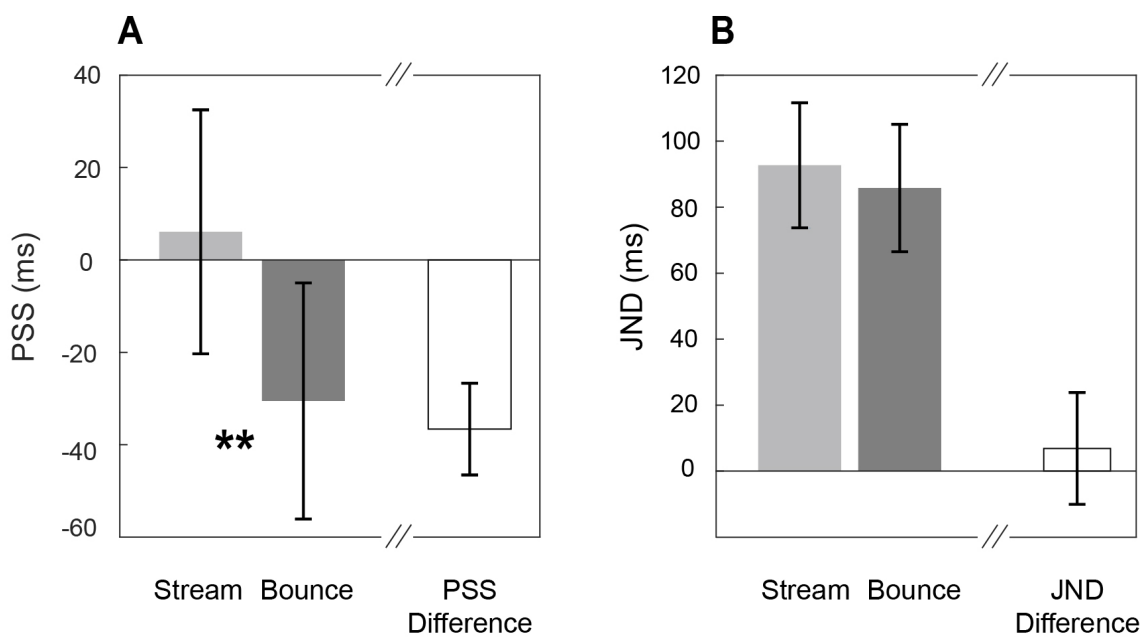 A
40
20
0
-20
-40
-60
PSS (ms)
**
Stream Bounce PSS
Difference
B
120
100
80
60
40
20
0
JND (ms)
Stream Bounce JND
Difference